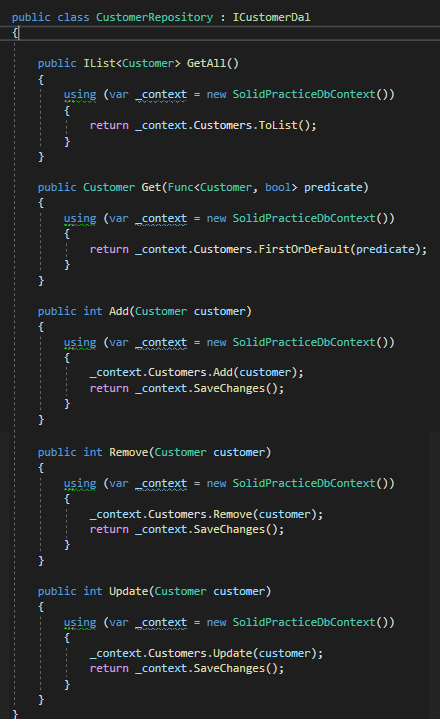 public class CustomerRepository : ICustomerDal
{
public IList<Customer> GetAll()
{
using (var _context = new SolidPracticeDbContext())
{
return _context.Customers.ToList();
}
}
public Customer Get(Func<Customer, bool> predicate)
{
using (var _context = new SolidPracticeDbContext())
{
return _context.Customers.FirstOrDefault(predicate);
}
}
public int Add(Customer customer)
{
using (var _context = new SolidPracticeDbContext())
{
_context.Customers.Add(customer);
return _context.SaveChanges();
}
}
public int Remove(Customer customer)
{
using (var _context = new SolidPracticeDbContext())
{
_context.Customers.Remove(customer);
return _context.SaveChanges();
}
}
public int Update(Customer customer)
{
using (var _context = new SolidPracticeDbContext())
{
_context.Customers.Update(customer);
return _context.SaveChanges();
}
}
}